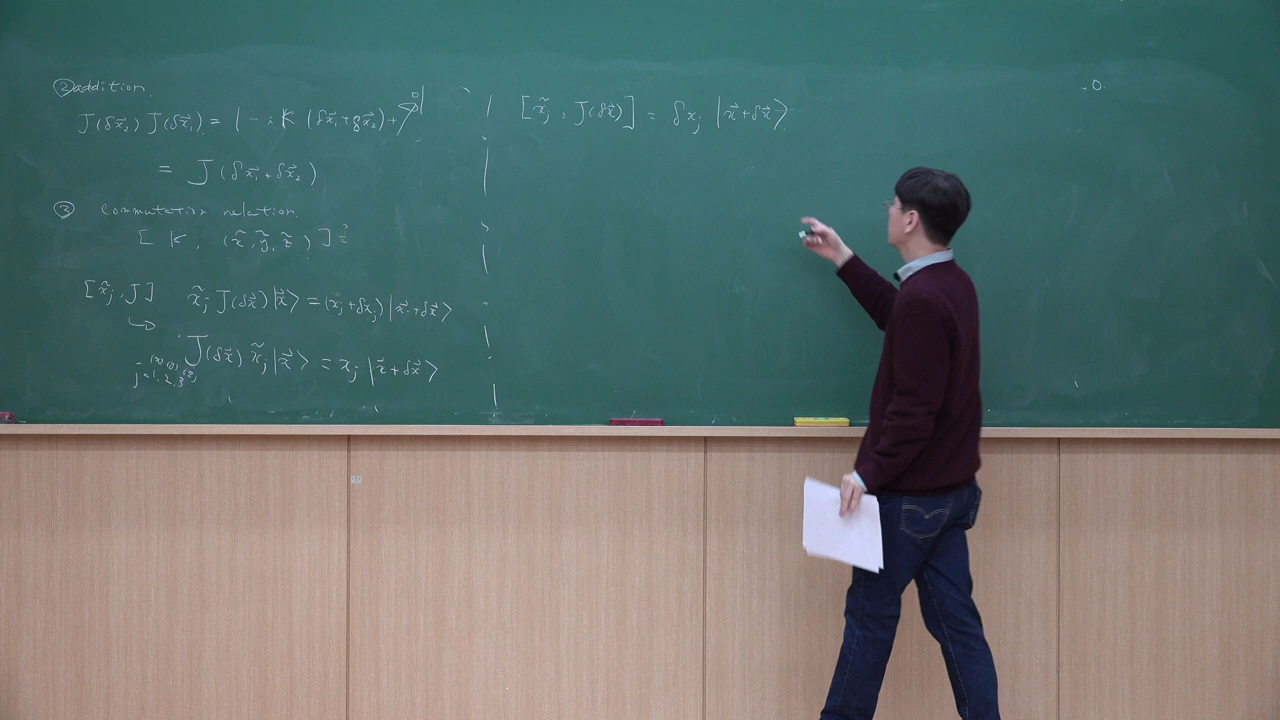 ② addition.
J(δx⃗₂) J(δx⃗₁) = 1 - iK (δx⃗₁+δx⃗₂) + 0
= J(δx⃗₁+δx⃗₂)
③ commutation relation.
[ K, (x̃, ỹ, z̃) ] ?=
[x̃ⱼ, J] x̃ⱼ J(δx⃗)|x⃗⟩ = (xⱼ+δxⱼ)|x⃗+δx⃗⟩
↳ J(δx⃗) x̃ⱼ|x⃗⟩ = xⱼ |x⃗+δx⃗⟩
j=1,2,3
[x̃ⱼ, J(δx⃗)] = δxⱼ |x⃗+δx⃗⟩